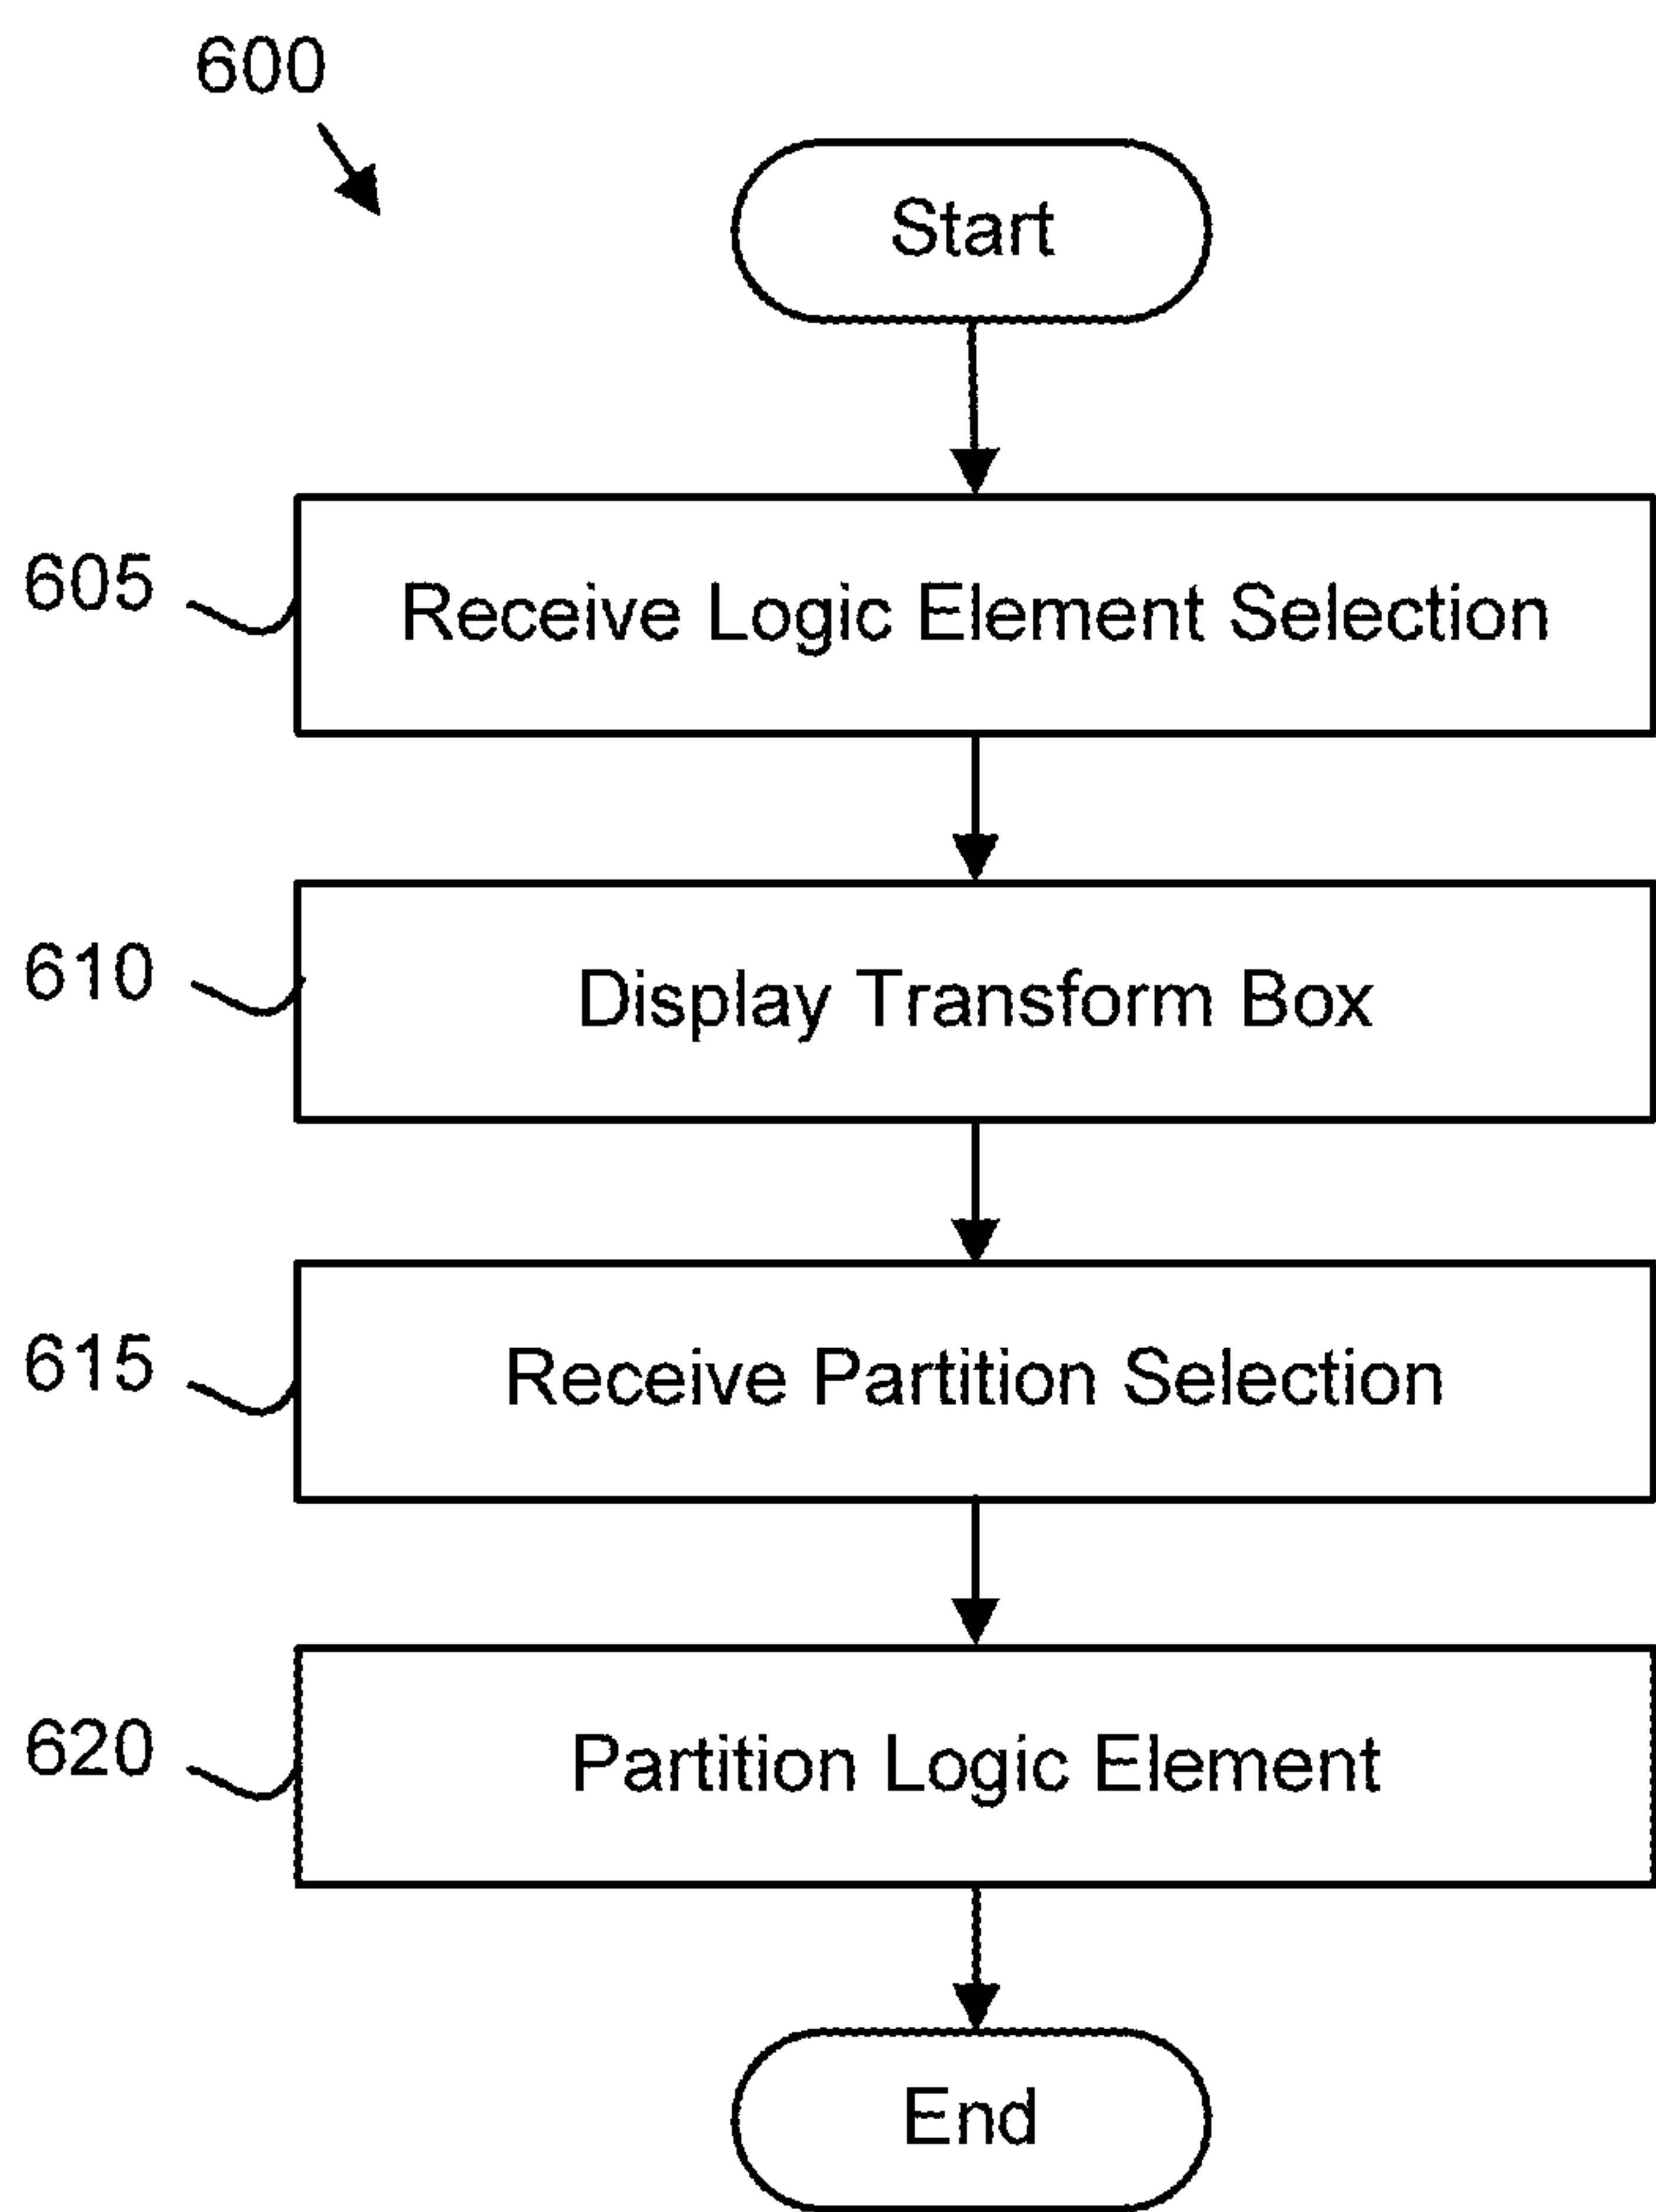 600
Start
605
Receive Logic Element Selection
610
Display Transform Box
615
Receive Partition Selection
620
Partition Logic Element
End